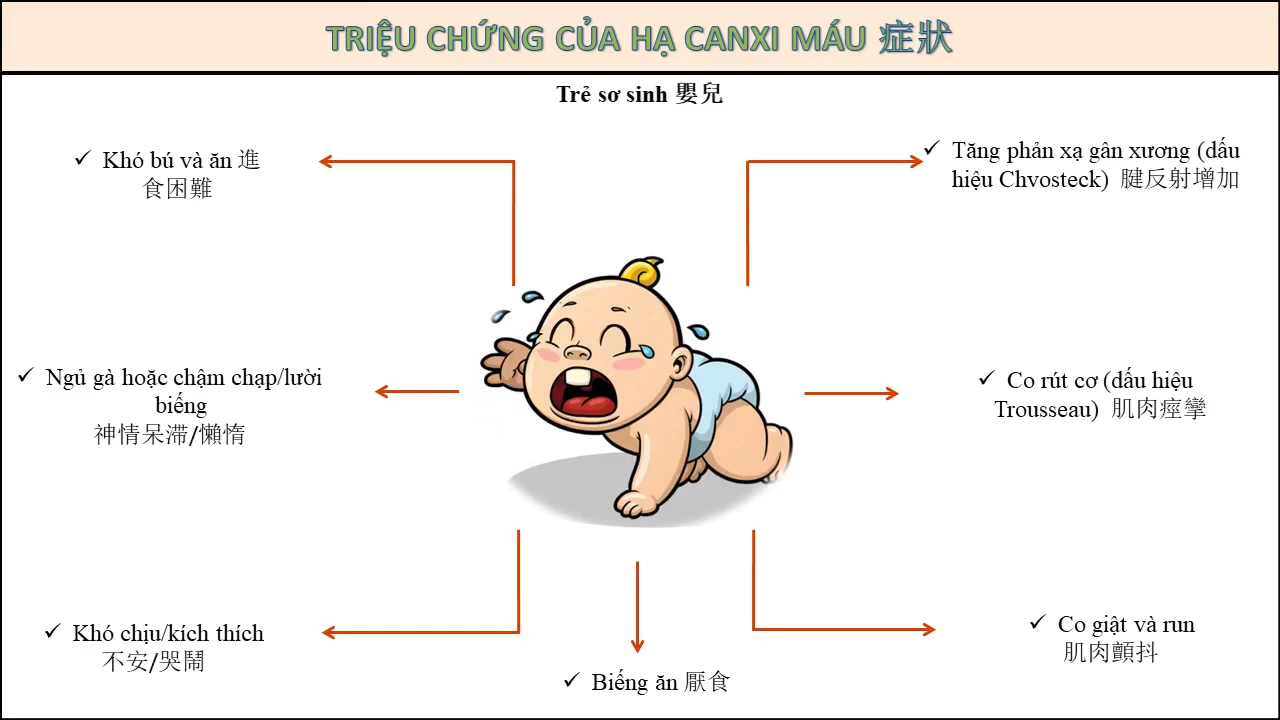 TRIỆU CHỨNG CỦA HẠ CANXI MÁU 症狀
Trẻ sơ sinh 嬰兒
✓ Khó bú và ăn 進
食困難
✓ Tăng phản xạ gân xương (dấu
hiệu Chvosteck) 腱反射增加
✓ Ngủ gà hoặc chậm chạp/lười
biếng
神情呆滞/懶惰
✓ Co rút cơ (dấu hiệu
Trousseau) 肌肉痙攣
✓ Khó chịu/kích thích
不安/哭鬧
✓ Co giật và run
肌肉顫抖
✓ Biếng ăn 厭食